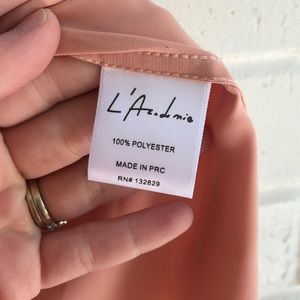 L'Academie
100% POLYESTER
MADE IN PRC
RN# 132829